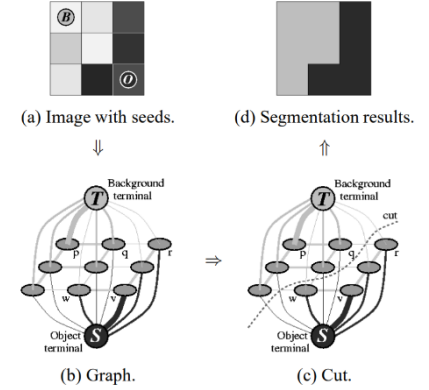 B
O
(a) Image with seeds.
(d) Segmentation results.
⇓
⇑
Background
terminal
T
p
q
r
w
v
Object
terminal
S
(b) Graph.
⇒
Background
terminal
T
cut
p
q
r
w
v
Object
terminal
S
(c) Cut.